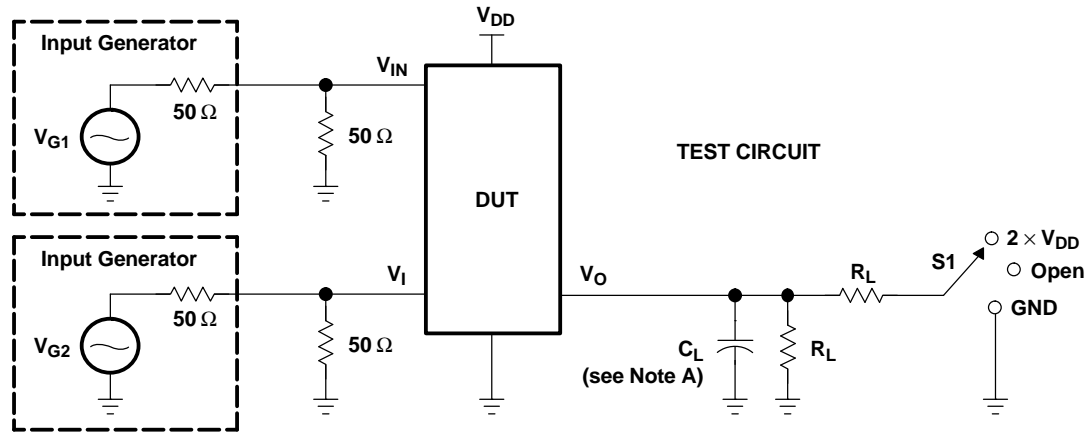 Input Generator
V_G1
50 Ω
50 Ω
V_IN
V_DD
DUT
TEST CIRCUIT
Input Generator
V_G2
50 Ω
50 Ω
V_I
V_O
C_L
(see Note A)
R_L
R_L
S1
2 × V_DD
Open
GND